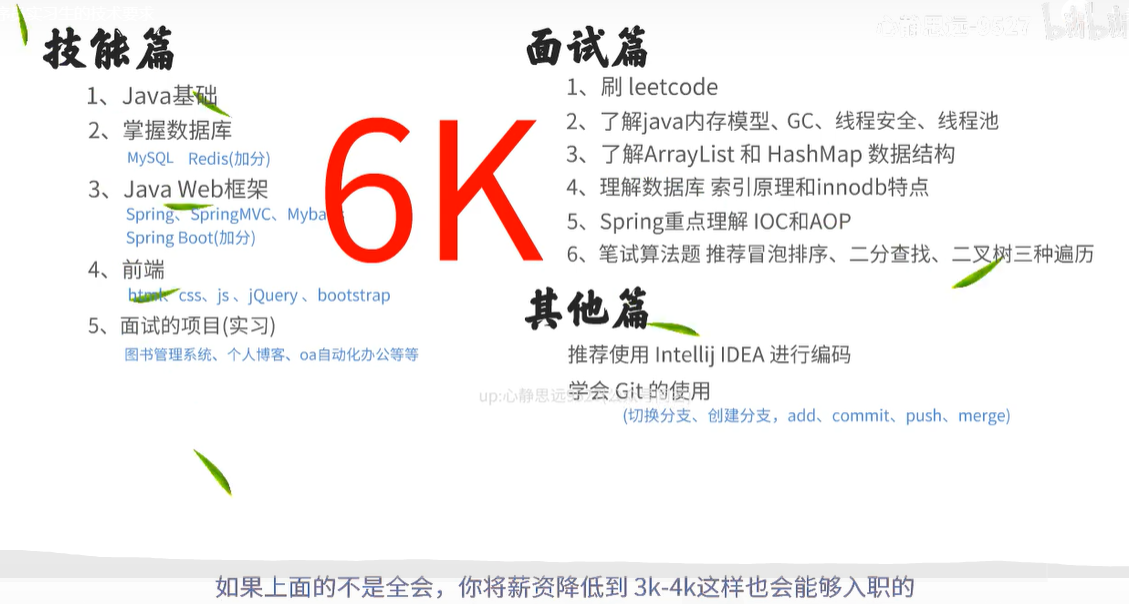 技能篇
1、Java基础
2、掌握数据库
MySQL Redis(加分)
3、Java Web框架
Spring、SpringMVC、Myba
Spring Boot(加分)
4、前端
html、css、js、jQuery、bootstrap
5、面试的项目(实习)
图书管理系统、个人博客、oa自动化办公等等
6K
面试篇
1、刷 leetcode
2、了解java内存模型、GC、线程安全、线程池
3、了解ArrayList 和 HashMap 数据结构
4、理解数据库 索引原理和innodb特点
5、Spring重点理解 IOC和AOP
6、笔试算法题 推荐冒泡排序、二分查找、二叉树三种遍历
其他篇
推荐使用 Intellij IDEA 进行编码
学会 Git 的使用
(切换分支、创建分支，add、commit、push、merge)
心静思远-9527
bilibili
up:心静思远
如果上面的不是全会，你将薪资降低到 3k-4k这样也会能够入职的